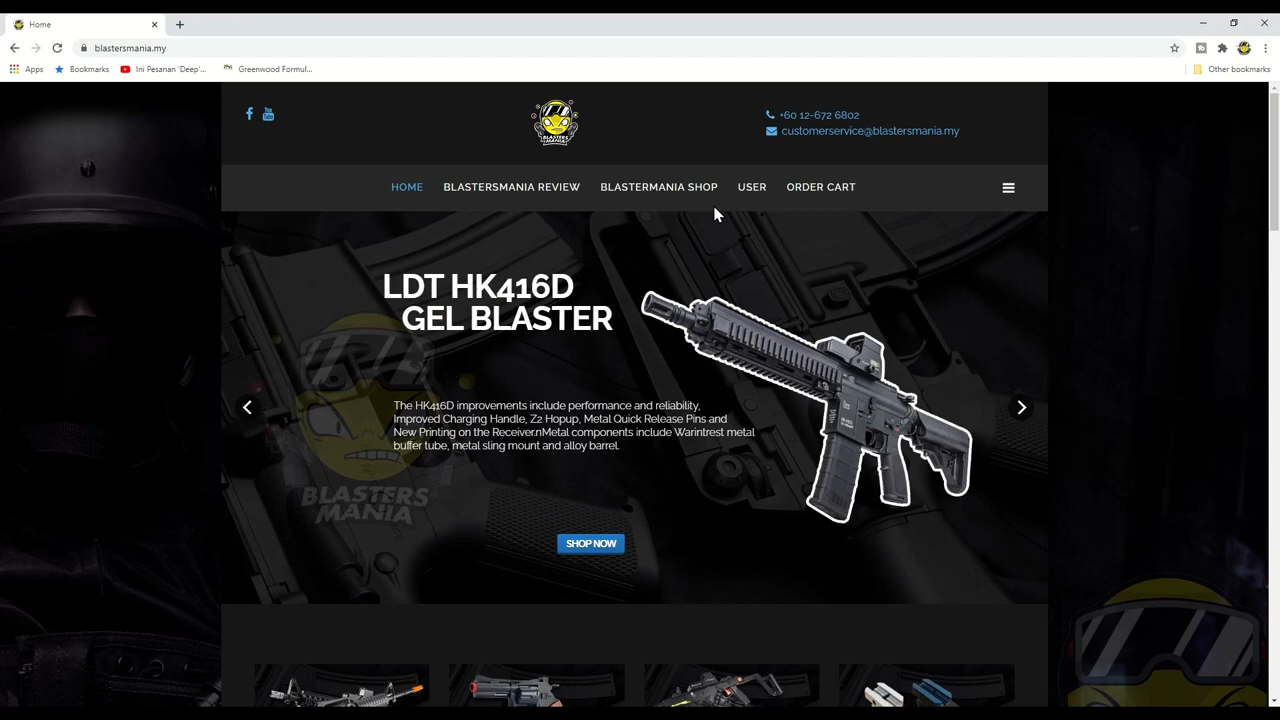 Home
blastersmania.my
Apps
Bookmarks
Ini Pesanan 'Deep'...
Greenwood Formul...
Other bookmarks
BLASTERS
MANIA
+60 12-672 6802
customerservice@blastersmania.my
HOME
BLASTERSMANIA REVIEW
BLASTERMANIA SHOP
USER
ORDER CART
LDT HK416D
GEL BLASTER
The HK416D improvements include performance and reliability,
Improved Charging Handle, Z2 Hopup, Metal Quick Release Pins and
New Printing on the Receiver.nMetal components include Warintrest metal
buffer tube, metal sling mount and alloy barrel.
BLASTERS
MANIA
SHOP NOW